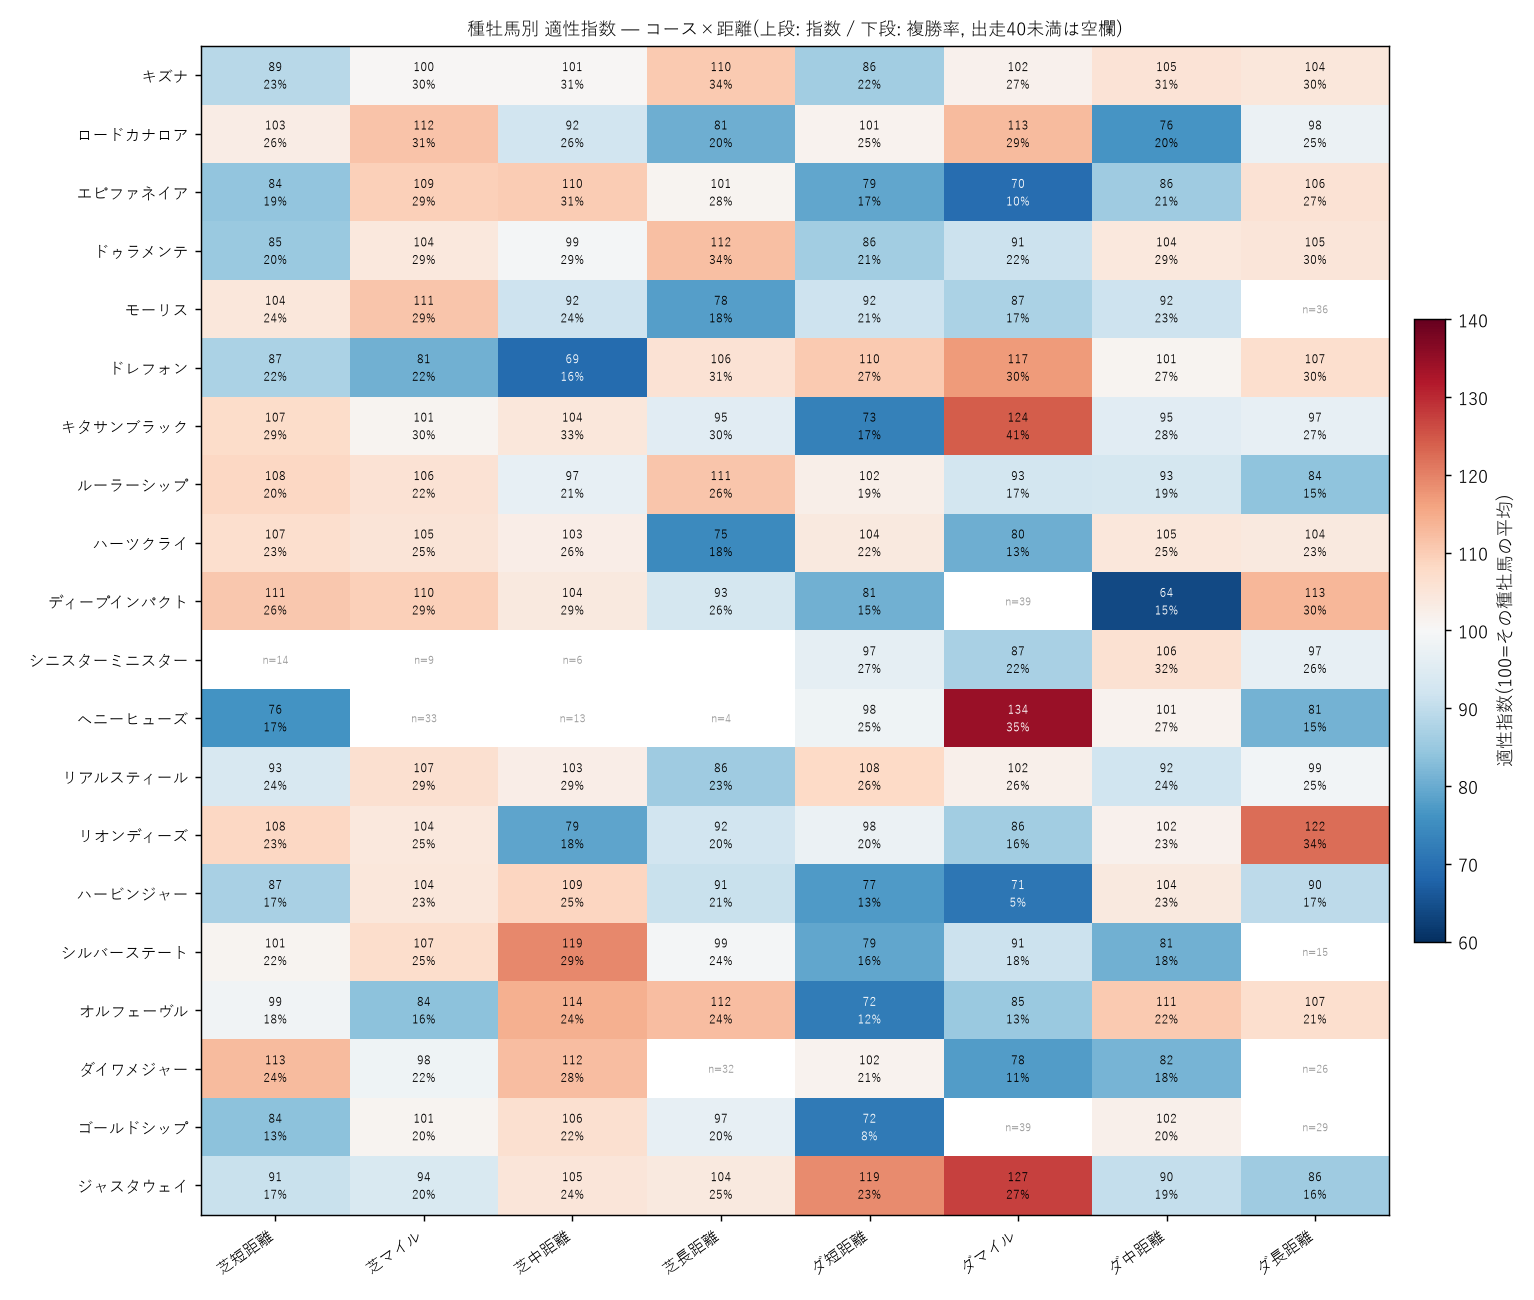 種牡馬別 適性指数 — コース×距離(上段: 指数 / 下段: 複勝率, 出走40未満は空欄)
キズナ 89 100 101 110 86 102 105 104
23% 30% 31% 34% 22% 27% 31% 30%
ロードカナロア 103 112 92 81 101 113 76 98
26% 31% 26% 20% 25% 29% 20% 25%
エピファネイア 84 109 110 101 79 70 86 106
19% 29% 31% 28% 17% 10% 21% 27%
ドゥラメンテ 85 104 99 112 86 91 104 105
20% 29% 29% 34% 21% 22% 29% 30%
モーリス 104 111 92 78 92 87 92 n=36
24% 29% 24% 18% 21% 17% 23%
ドレフォン 87 81 69 106 110 117 101 107
22% 22% 16% 31% 27% 30% 27% 30%
キタサンブラック 107 101 104 95 73 124 95 97
29% 30% 33% 30% 17% 41% 28% 27%
ルーラーシップ 108 106 97 111 102 93 93 84
20% 22% 21% 26% 19% 17% 19% 15%
ハーツクライ 107 105 103 75 104 80 105 104
23% 25% 26% 18% 22% 13% 25% 23%
ディープインパクト 111 110 104 93 81 n=39 64 113
26% 29% 29% 26% 15% 15% 30%
シニスターミニスター n=14 n=9 n=6 97 87 106 97
27% 22% 32% 26%
ヘニーヒューズ 76 n=33 n=13 n=4 98 134 101 81
17% 25% 35% 27% 15%
リアルスティール 93 107 103 86 108 102 92 99
24% 29% 29% 23% 26% 26% 24% 25%
リオンディーズ 108 104 79 92 98 86 102 122
23% 25% 18% 20% 20% 16% 23% 34%
ハービンジャー 87 104 109 91 77 71 104 90
17% 23% 25% 21% 13% 5% 23% 17%
シルバーステート 101 107 119 99 79 91 81 n=15
22% 25% 29% 24% 16% 18% 18%
オルフェーヴル 99 84 114 112 72 85 111 107
18% 16% 24% 24% 12% 13% 22% 21%
ダイワメジャー 113 98 112 n=32 102 78 82 n=26
24% 22% 28% 21% 11% 18%
ゴールドシップ 84 101 106 97 72 n=39 102 n=29
13% 20% 22% 20% 8% 20%
ジャスタウェイ 91 94 105 104 119 127 90 86
17% 20% 24% 25% 23% 27% 19% 16%
芝短距離 芝マイル 芝中距離 芝長距離 ダ短距離 ダマイル ダ中距離 ダ長距離
140
130
120
110
100
90
80
70
60
適性指数(100=その種牡馬の平均)